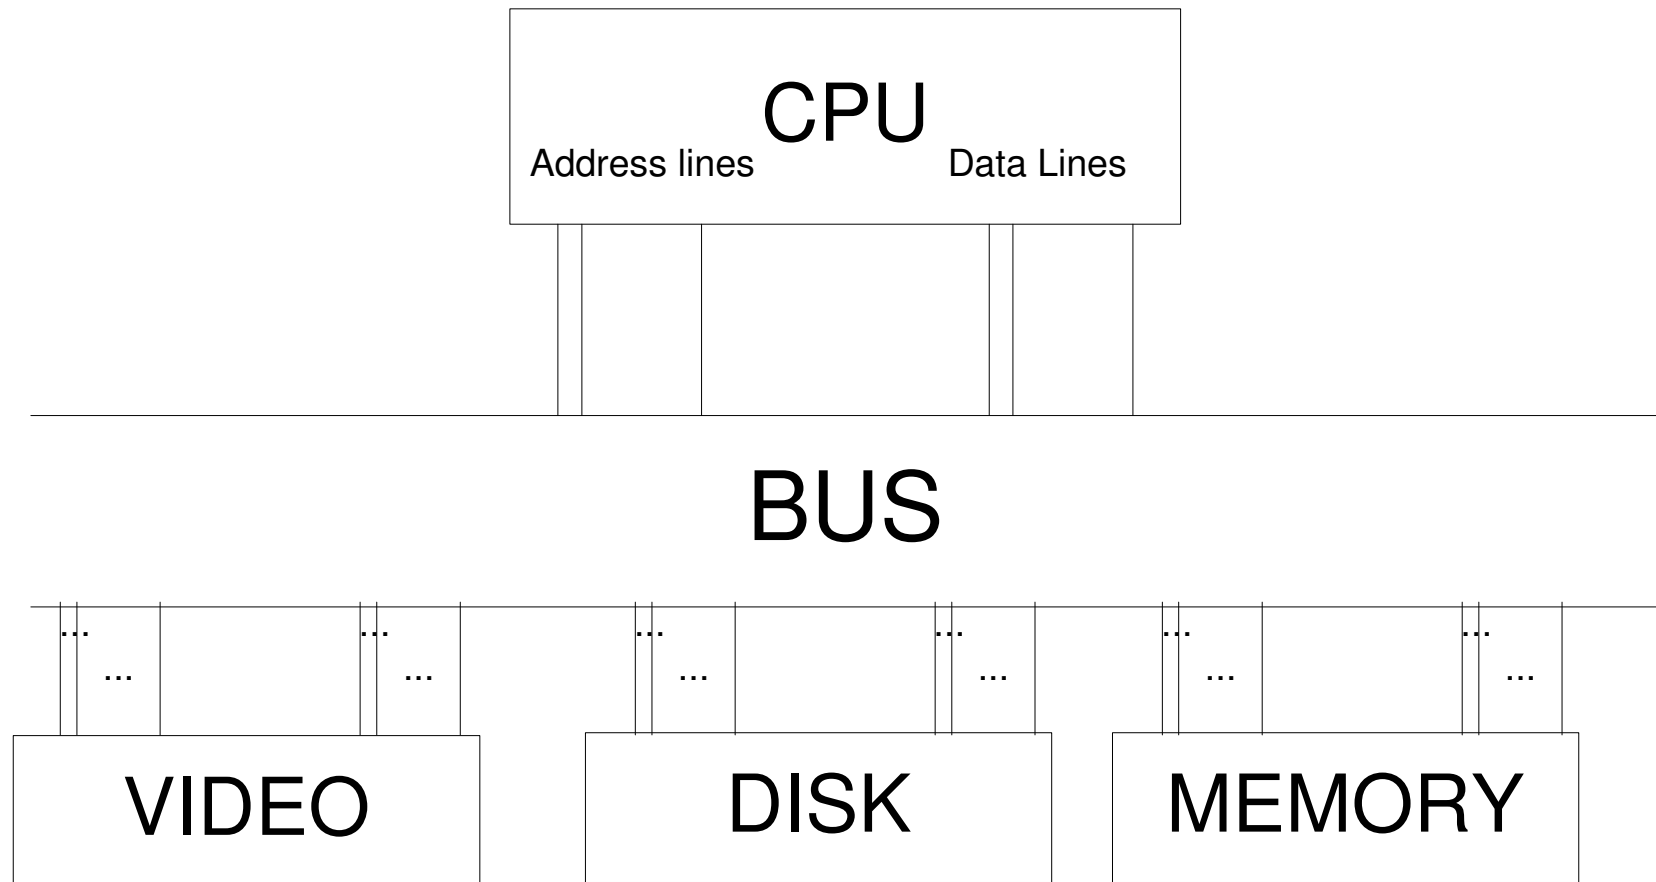 CPU
Address lines Data Lines
BUS
... ... ... ... ... ...
... ... ... ... ... ...
VIDEO DISK MEMORY